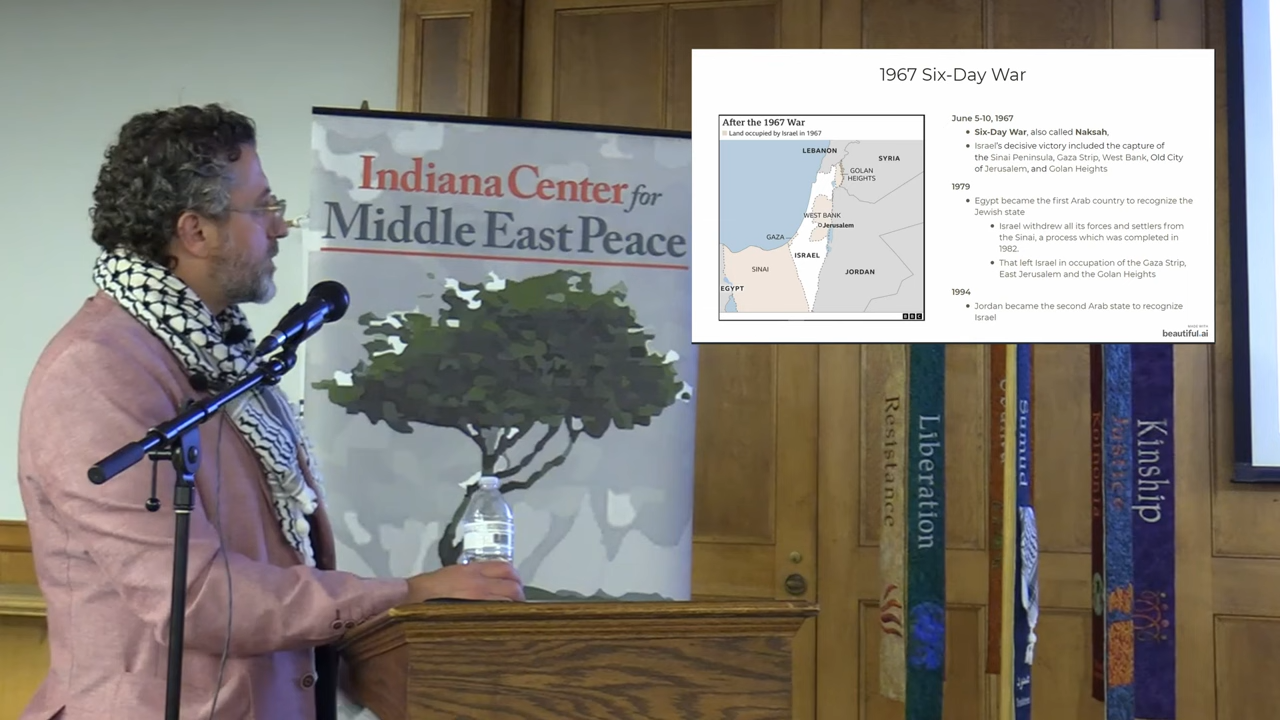 Indiana Center for
Middle East Peace
1967 Six-Day War
After the 1967 War
Land occupied by Israel in 1967
LEBANON
SYRIA
GOLAN
HEIGHTS
WEST BANK
Jerusalem
GAZA
ISRAEL
SINAI
JORDAN
EGYPT
BBC
June 5-10, 1967
• Six-Day War, also called Naksah,
• Israel's decisive victory included the capture of
the Sinai Peninsula, Gaza Strip, West Bank, Old City
of Jerusalem, and Golan Heights
1979
• Egypt became the first Arab country to recognize the
Jewish state
• Israel withdrew all its forces and settlers from
the Sinai, a process which was completed in
1982.
• That left Israel in occupation of the Gaza Strip,
East Jerusalem and the Golan Heights
1994
• Jordan became the second Arab state to recognize
Israel
MADE WITH
beautiful.ai
Resistance
Liberation
Sumud
Koinonia
Justice
Kinship